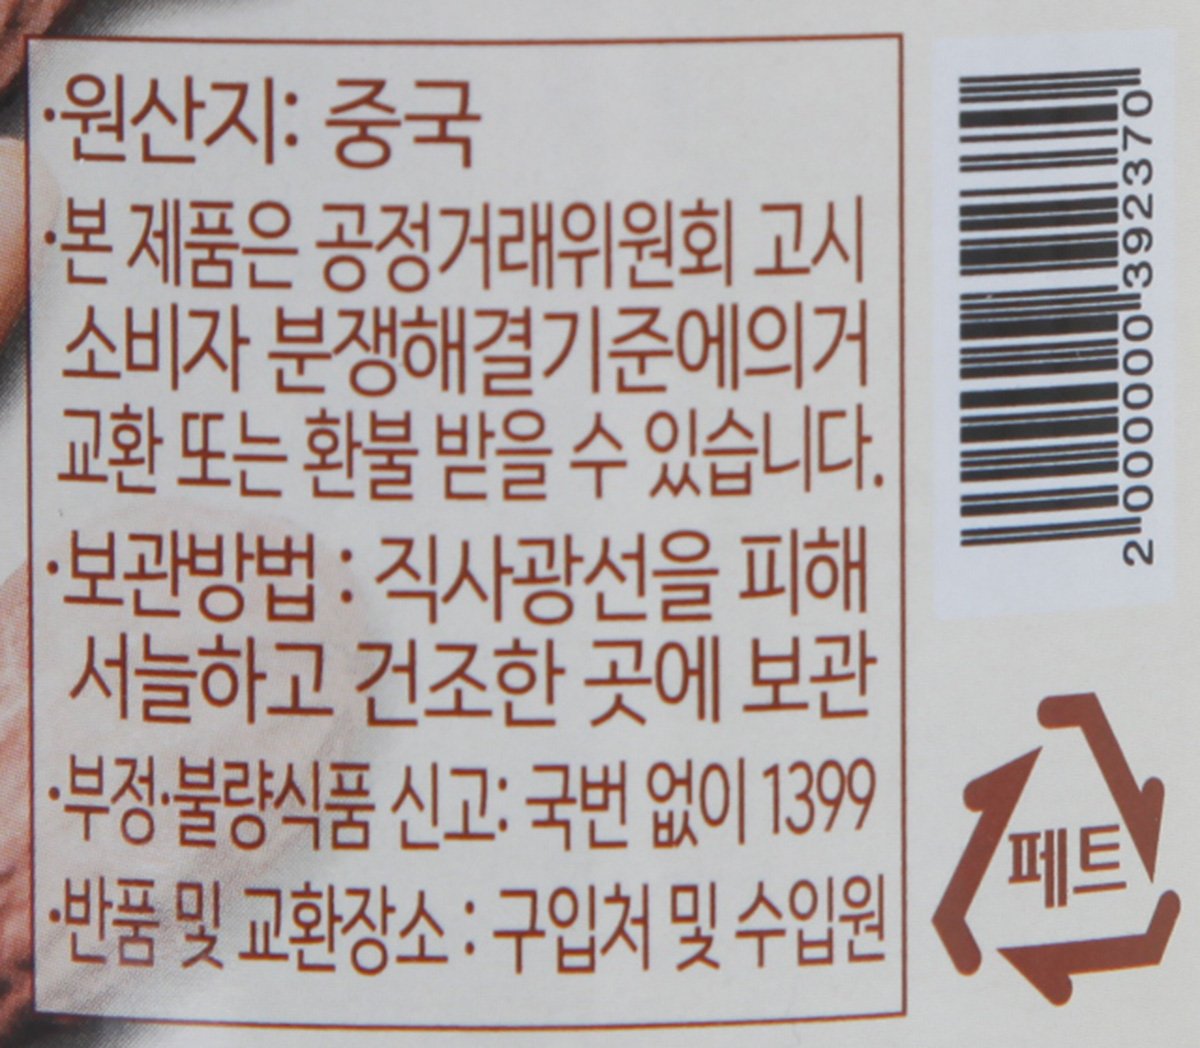 ·원산지: 중국
·본 제품은 공정거래위원회 고시
소비자 분쟁해결기준에의거
교환 또는 환불 받을 수 있습니다.
·보관방법 : 직사광선을 피해
서늘하고 건조한 곳에 보관
·부정·불량식품 신고: 국번 없이 1399
·반품 및 교환장소 : 구입처 및 수입원
2 000000 392370
페트